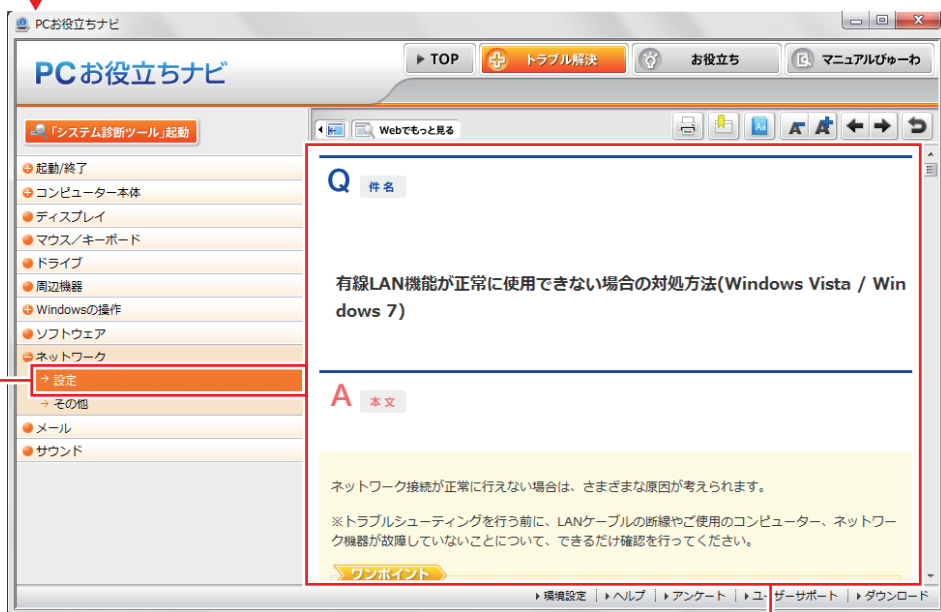 PCお役立ちナビ
PCお役立ちナビ
TOP
トラブル解決
お役立ち
マニュアルびゅーわ
「システム診断ツール」起動
Webでもっと見る
起動/終了
コンピューター本体
ディスプレイ
マウス／キーボード
ドライブ
周辺機器
Windowsの操作
ソフトウェア
ネットワーク
設定
その他
メール
サウンド
Q 件名
有線LAN機能が正常に使用できない場合の対処方法(Windows Vista / Win
dows 7)
A 本文
ネットワーク接続が正常に行えない場合は、さまざまな原因が考えられます。
※トラブルシューティングを行う前に、LANケーブルの断線やご使用のコンピューター、ネットワー
ク機器が故障していないことについて、できるだけ確認を行ってください。
ワンポイント
環境設定 ヘルプ アンケート ユーザーサポート ダウンロード